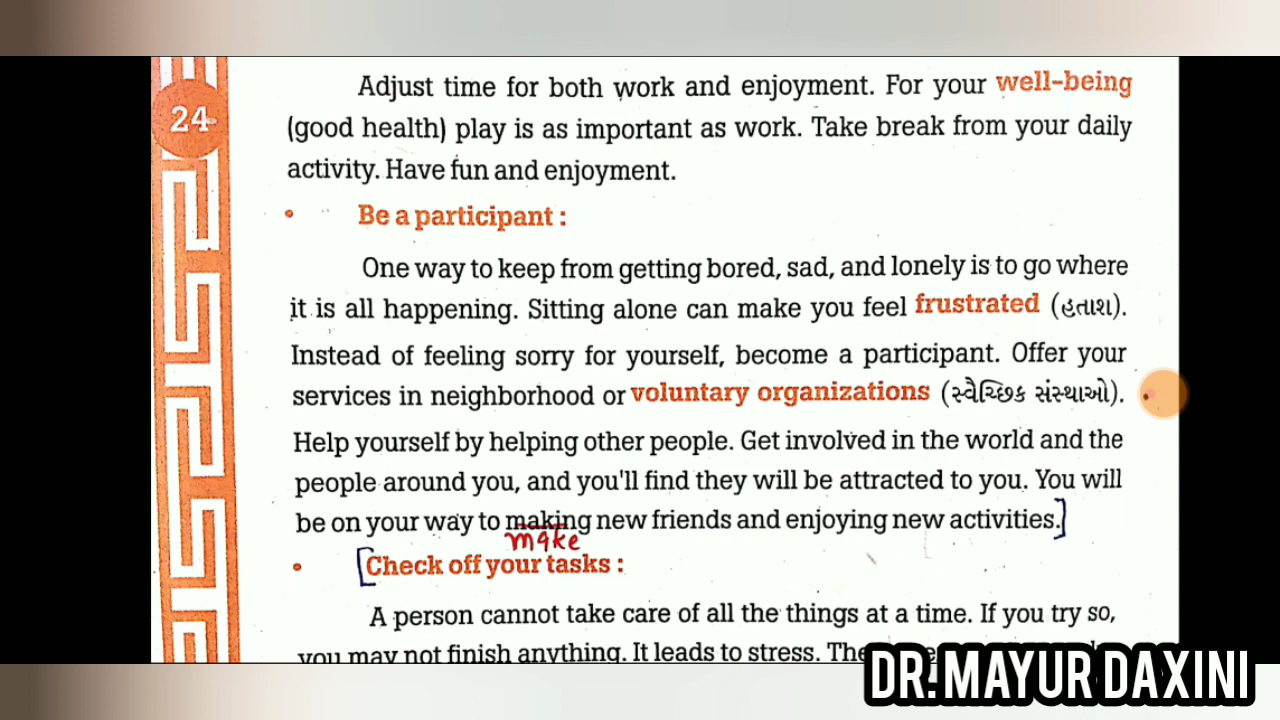 24
Adjust time for both work and enjoyment. For your well-being
(good health) play is as important as work. Take break from your daily
activity. Have fun and enjoyment.
• Be a participant :
One way to keep from getting bored, sad, and lonely is to go where
it is all happening. Sitting alone can make you feel frustrated (હતાશ).
Instead of feeling sorry for yourself, become a participant. Offer your
services in neighborhood or voluntary organizations (સ્વૈચ્છિક સંસ્થાઓ).
Help yourself by helping other people. Get involved in the world and the
people around you, and you'll find they will be attracted to you. You will
be on your way to making new friends and enjoying new activities.]
make
• [Check off your tasks :
A person cannot take care of all the things at a time. If you try so,
you may not finish anything. It leads to stress.
DR. MAYUR DAXINI